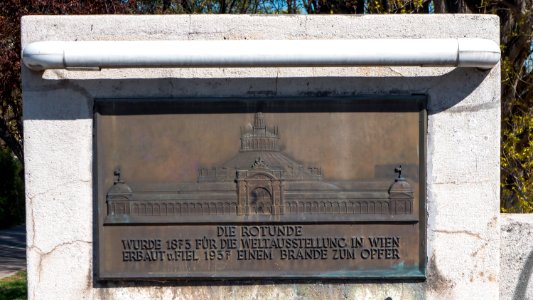 DIE ROTUNDE
WURDE 1873 FÜR DIE WELTAUSSTELLUNG IN WIEN
ERBAUT U. FIEL 1937 EINEM BRANDE ZUM OPFER